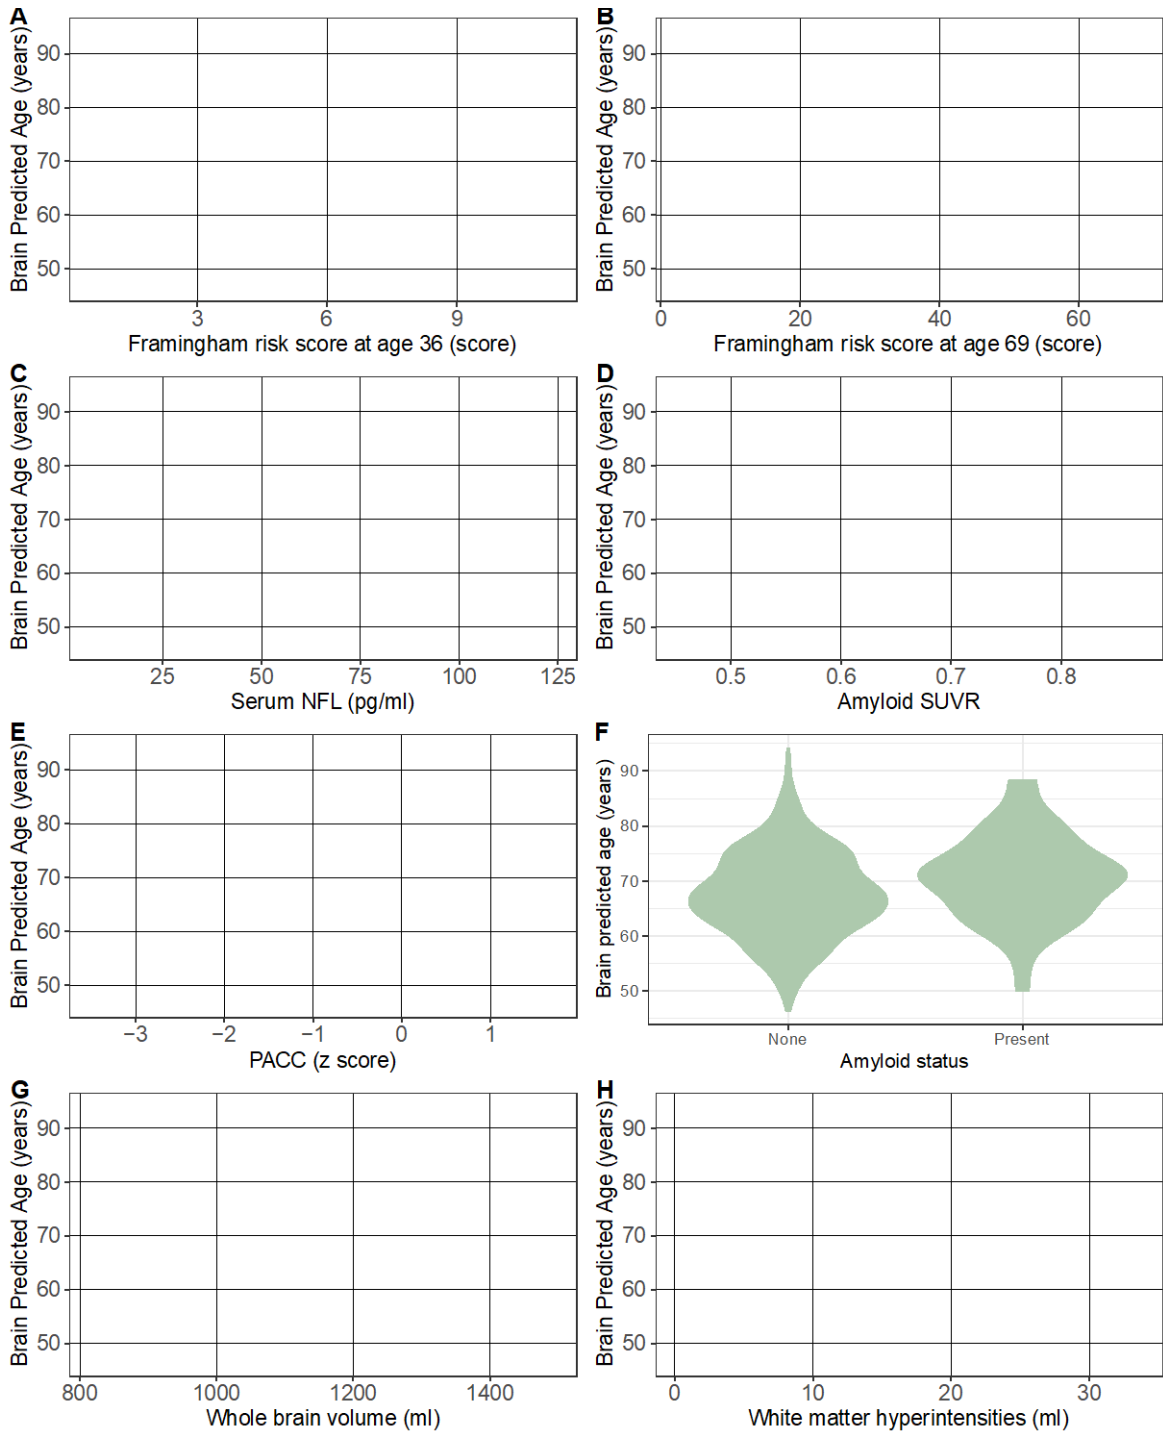 A
Brain Predicted Age (years)
90
80
70
60
50
3 6 9
Framingham risk score at age 36 (score)
B
Brain Predicted Age (years)
90
80
70
60
50
0 20 40 60
Framingham risk score at age 69 (score)
C
Brain Predicted Age (years)
90
80
70
60
50
25 50 75 100 125
Serum NFL (pg/ml)
D
Brain Predicted Age (years)
90
80
70
60
50
0.5 0.6 0.7 0.8
Amyloid SUVR
E
Brain Predicted Age (years)
90
80
70
60
50
−3 −2 −1 0 1
PACC (z score)
F
Brain predicted age (years)
90
80
70
60
50
None Present
Amyloid status
G
Brain Predicted Age (years)
90
80
70
60
50
800 1000 1200 1400
Whole brain volume (ml)
H
Brain Predicted Age (years)
90
80
70
60
50
0 10 20 30
White matter hyperintensities (ml)